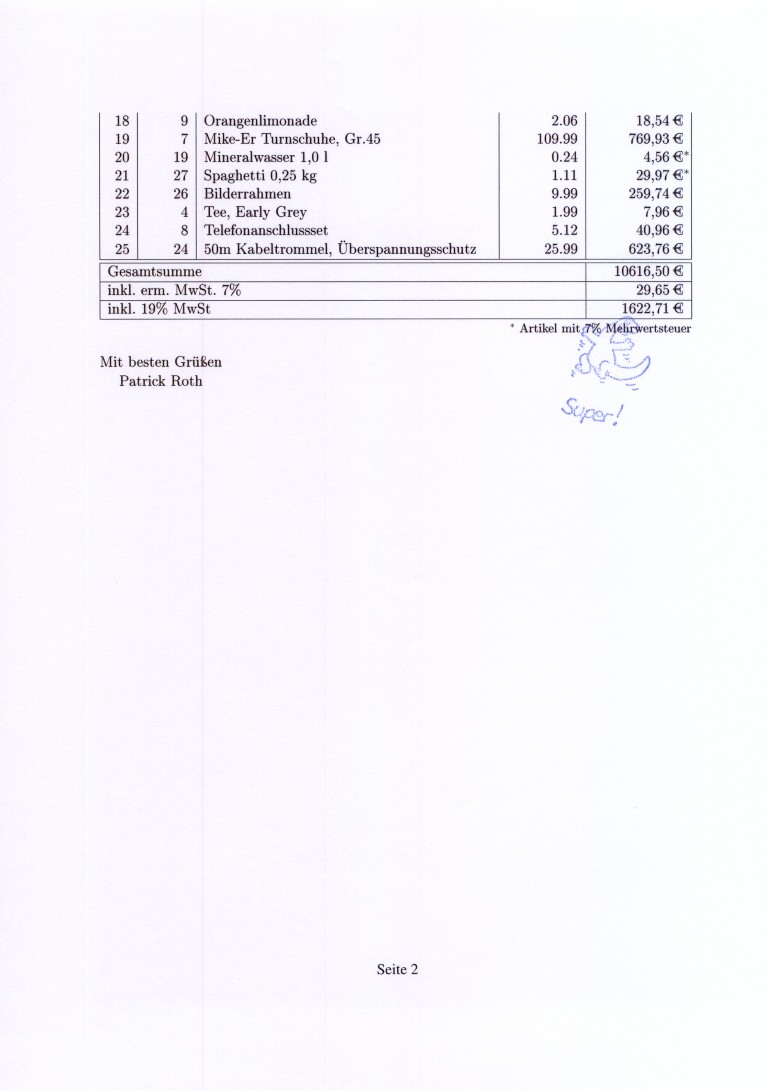 18 9 Orangenlimonade 2.06 18,54 €
19 7 Mike-Er Turnschuhe, Gr.45 109.99 769,93 €
20 19 Mineralwasser 1,0 l 0.24 4,56 €*
21 27 Spaghetti 0,25 kg 1.11 29,97 €*
22 26 Bilderrahmen 9.99 259,74 €
23 4 Tee, Early Grey 1.99 7,96 €
24 8 Telefonanschlussset 5.12 40,96 €
25 24 50m Kabeltrommel, Überspannungsschutz 25.99 623,76 €
Gesamtsumme 10616,50 €
inkl. erm. MwSt. 7% 29,65 €
inkl. 19% MwSt 1622,71 €
* Artikel mit 7% Mehrwertsteuer
Mit besten Grüßen
Patrick Roth
Super!
Seite 2